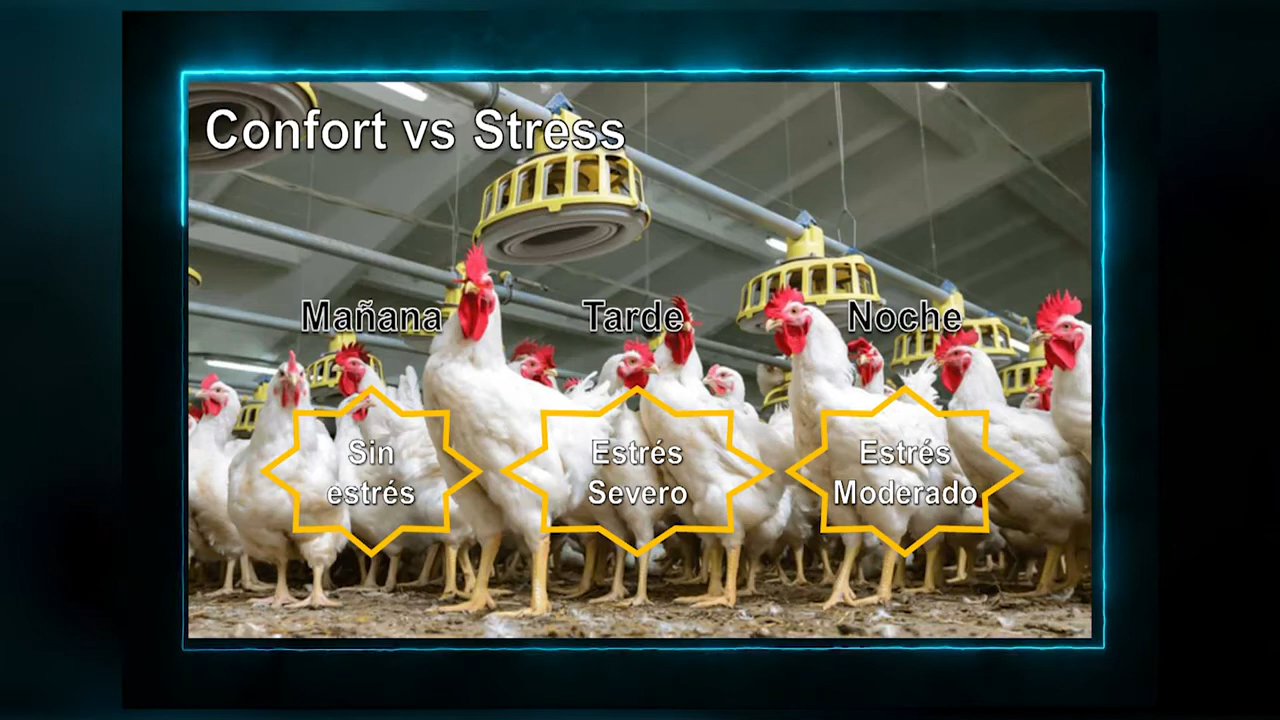 Confort vs Stress
Mañana
Tarde
Noche
Sin
estrés
Estrés
Severo
Estrés
Moderado